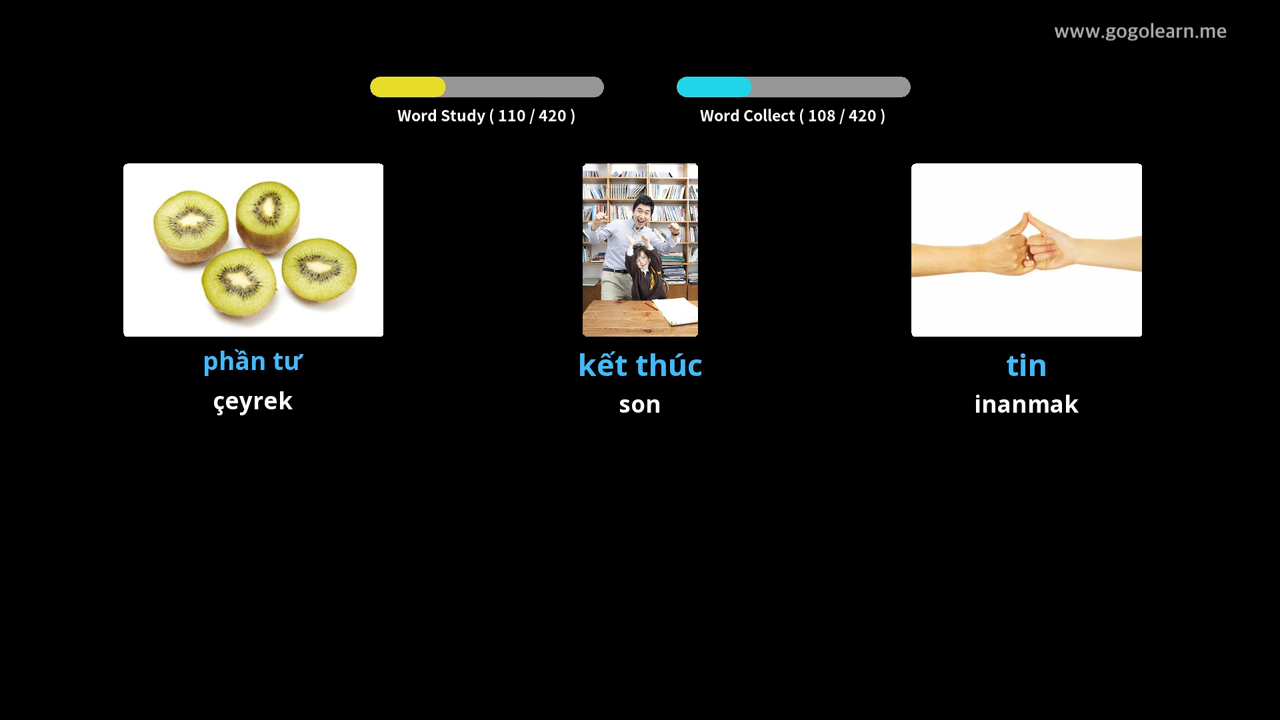 www.gogolearn.me
Word Study ( 110 / 420 )
Word Collect ( 108 / 420 )
phần tư
kết thúc
tin
çeyrek
son
inanmak